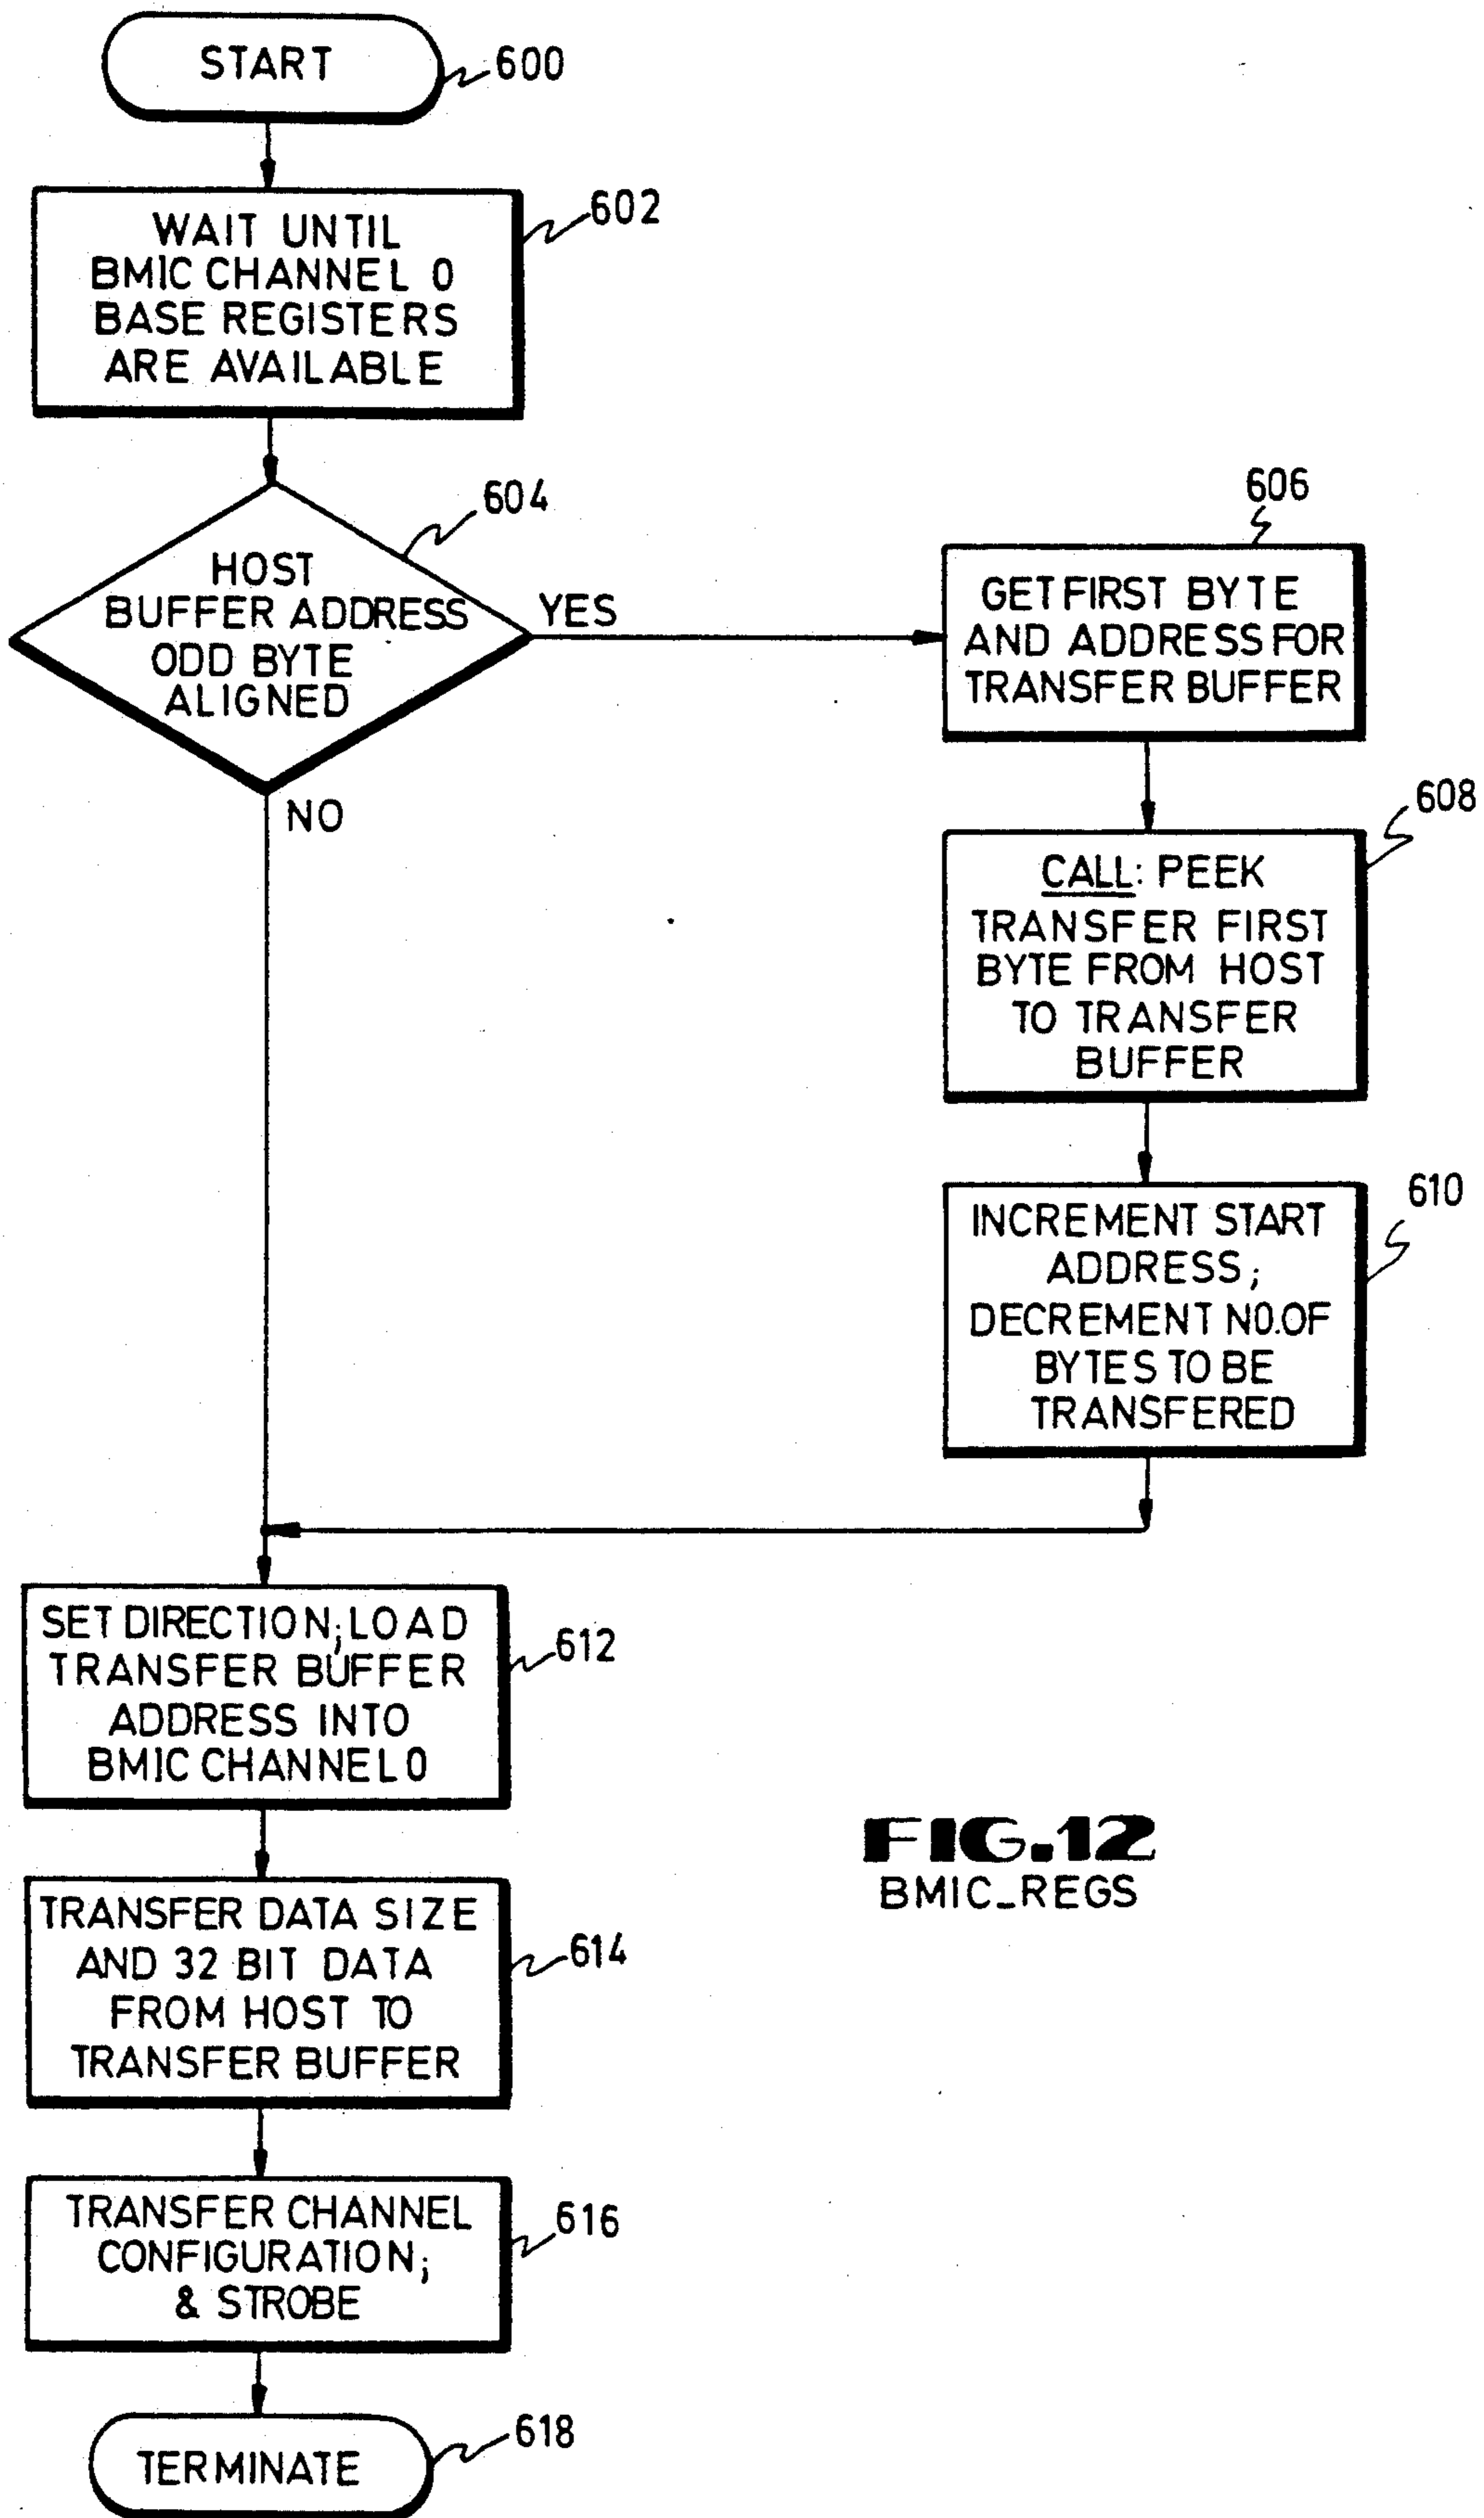 START
600
WAIT UNTIL
BMIC CHANNEL 0
BASE REGISTERS
ARE AVAILABLE
602
HOST
BUFFER ADDRESS
ODD BYTE
ALIGNED
604
YES
NO
606
GET FIRST BYTE
AND ADDRESS FOR
TRANSFER BUFFER
608
CALL: PEEK
TRANSFER FIRST
BYTE FROM HOST
TO TRANSFER
BUFFER
610
INCREMENT START
ADDRESS;
DECREMENT NO. OF
BYTES TO BE
TRANSFERED
SET DIRECTION; LOAD
TRANSFER BUFFER
ADDRESS INTO
BMIC CHANNEL 0
612
TRANSFER DATA SIZE
AND 32 BIT DATA
FROM HOST TO
TRANSFER BUFFER
614
TRANSFER CHANNEL
CONFIGURATION;
& STROBE
616
TERMINATE
618
FIG.12
BMIC_REGS